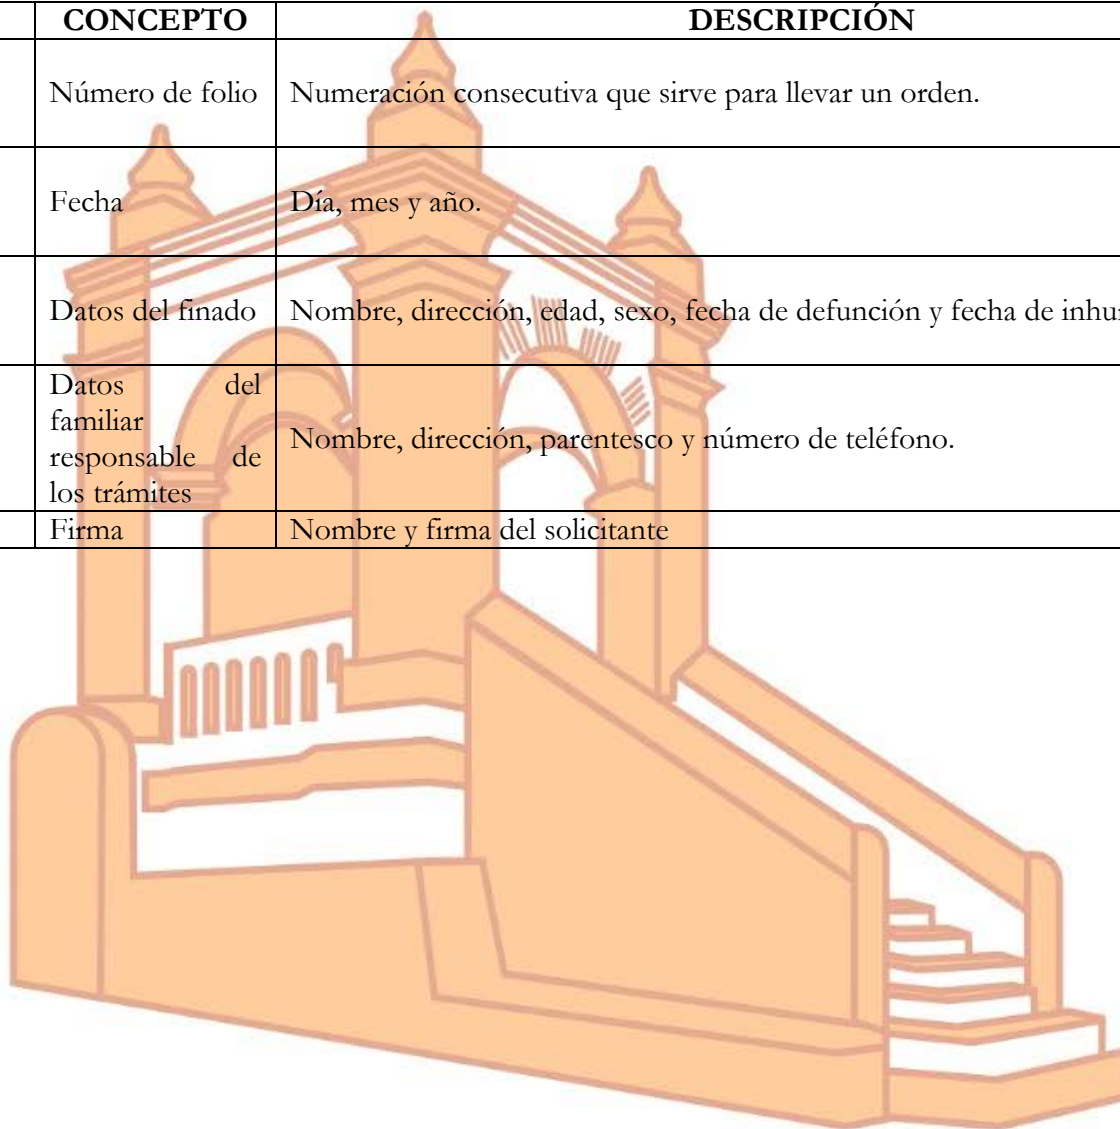 CONCEPTO DESCRIPCIÓN
Número de folio Numeración consecutiva que sirve para llevar un orden.
Fecha Día, mes y año.
Datos del finado Nombre, dirección, edad, sexo, fecha de defunción y fecha de
Datos del
familiar
responsable de
los trámites
Nombre, dirección, parentesco y número de teléfono.
Firma Nombre y firma del solicitante